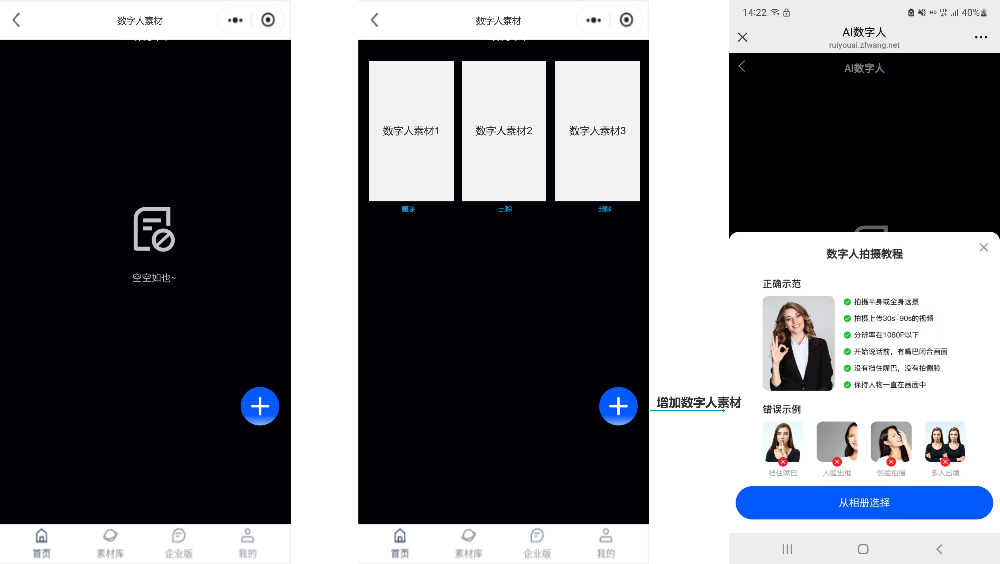 数字人素材
空空如也~
首页
素材库
企业版
我的
数字人素材
数字人素材1
数字人素材2
数字人素材3
删除
删除
删除
首页
素材库
企业版
我的
增加数字人素材
14:22
HD
LTE
40%
AI数字人
ruiyouai.zfwang.net
AI数字人
数字人拍摄教程
正确示范
拍摄半身或全身远景
拍摄上传30s-90s的视频
分辨率在1080P以下
开始说话前，有嘴巴闭合画面
没有挡住嘴巴，没有拍侧脸
保持人物一直在画面中
错误示例
挡住嘴巴
人脸出框
侧脸拍摄
多人出境
从相册选择